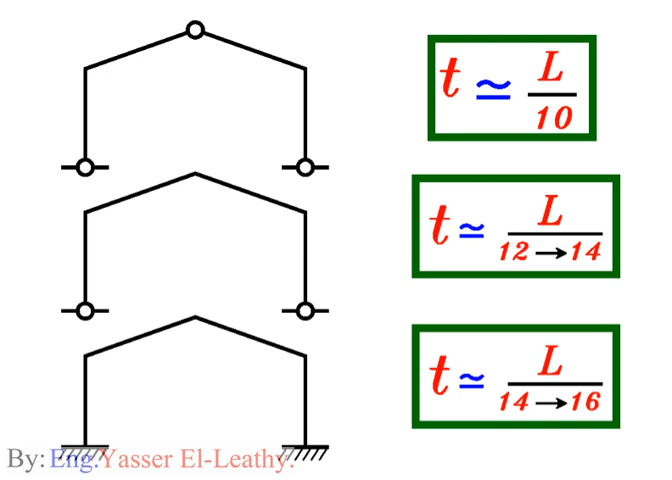 t ≃ L
10
t ≃ L
12 → 14
t ≃ L
14 → 16
By: Eng.Yasser El-Leathy.